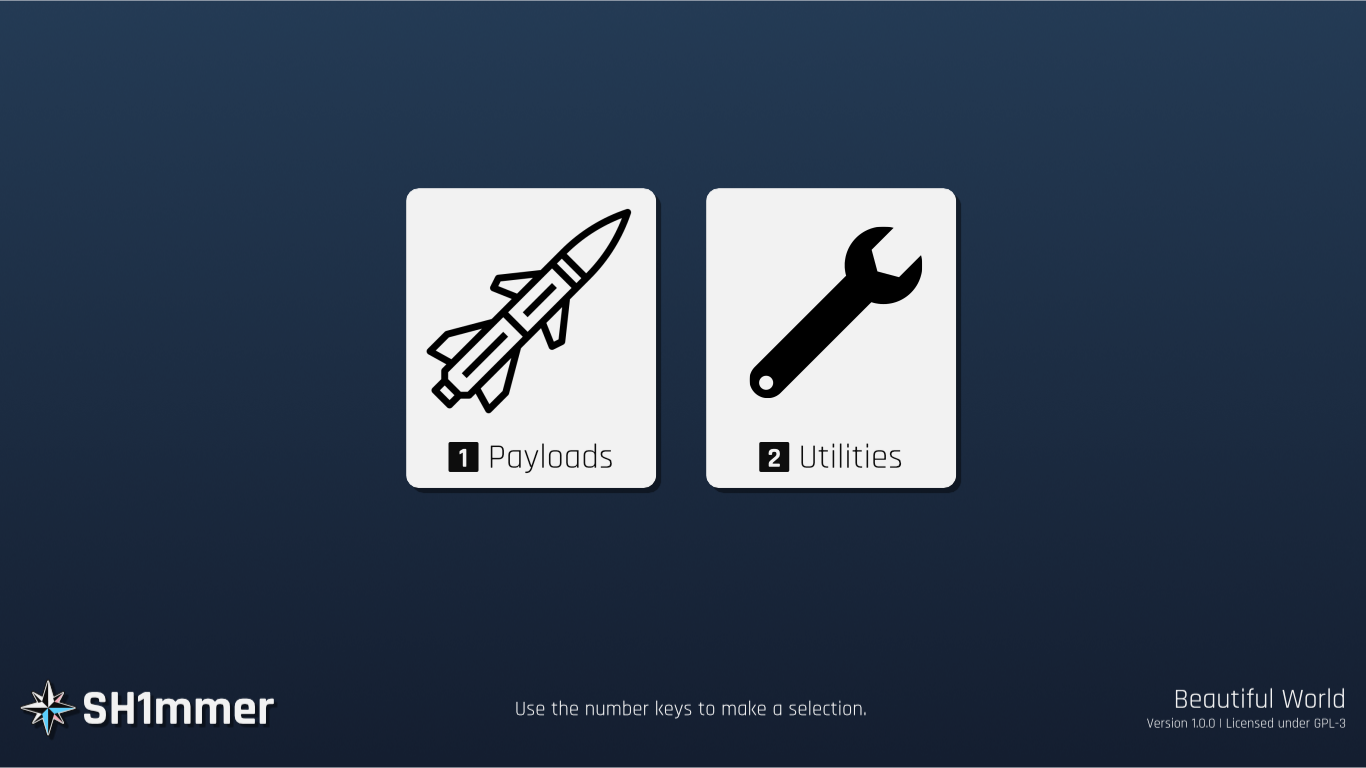 1 Payloads
2 Utilities
SH1mmer
Use the number keys to make a selection.
Beautiful World
Version 1.0.0 | Licensed under GPL-3